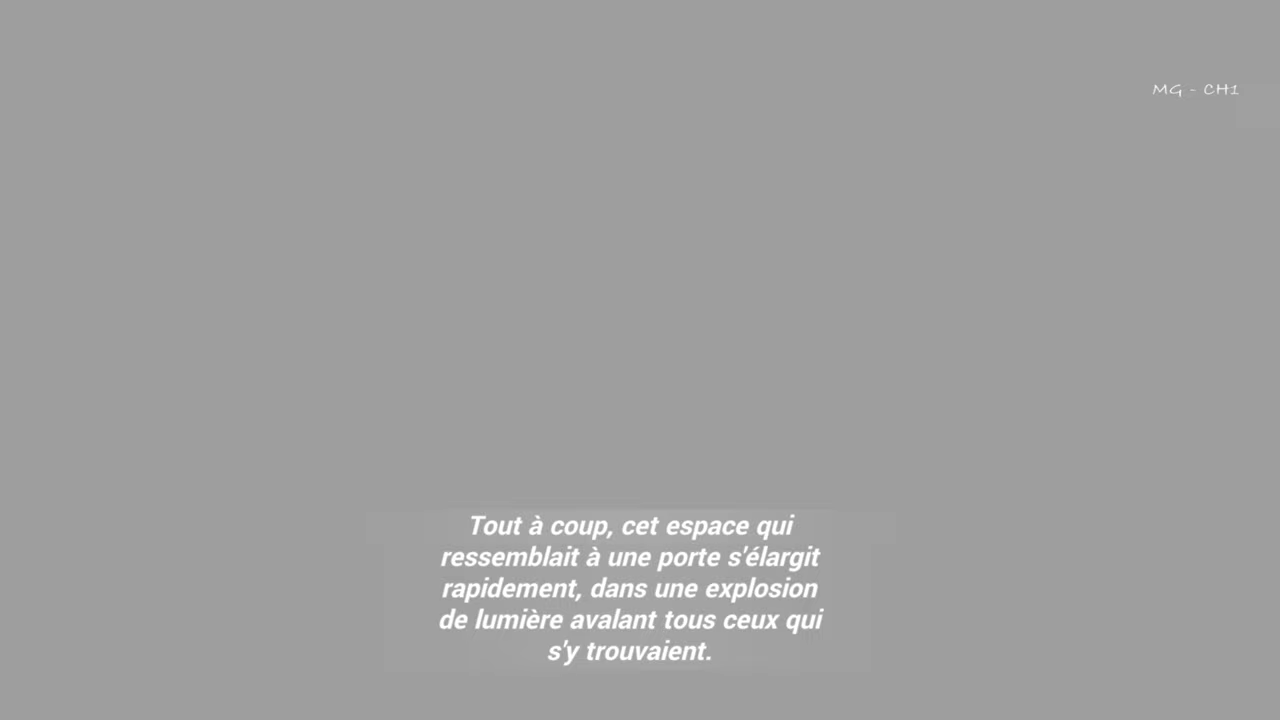 MG - CH1
Tout à coup, cet espace qui
ressemblait à une porte s'élargit
rapidement, dans une explosion
de lumière avalant tous ceux qui
s'y trouvaient.